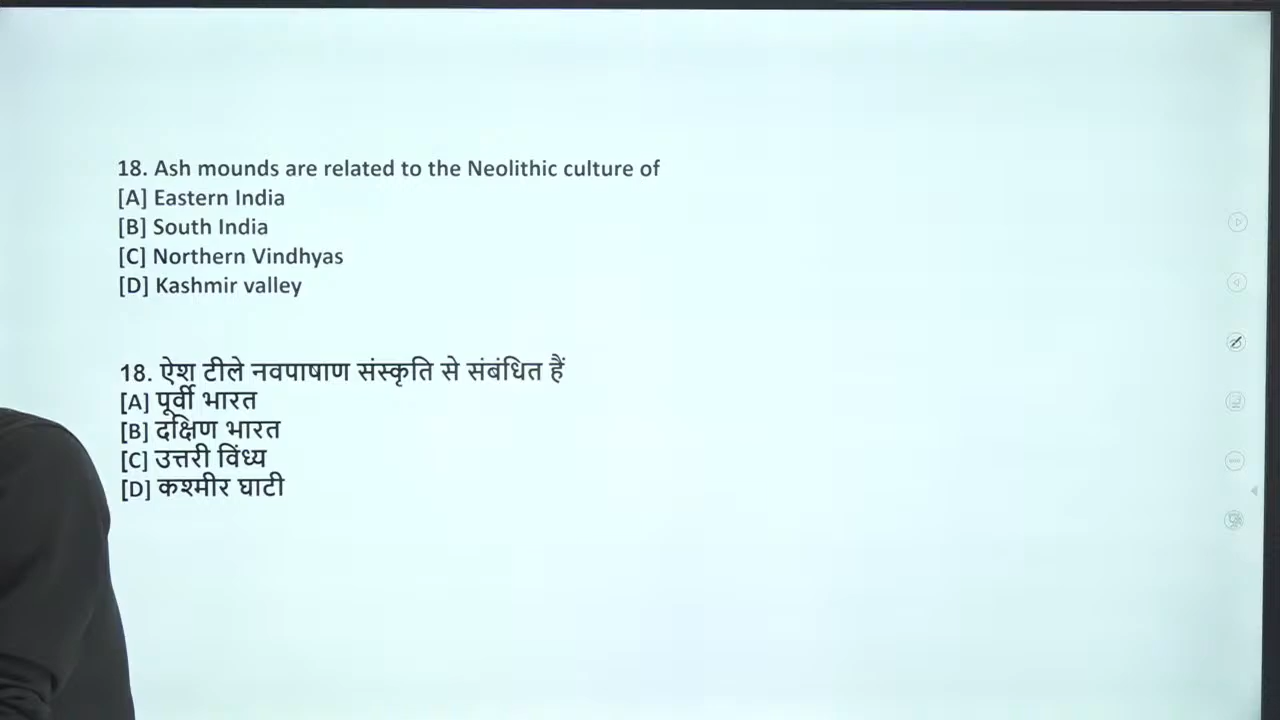 18. Ash mounds are related to the Neolithic culture of
[A] Eastern India
[B] South India
[C] Northern Vindhyas
[D] Kashmir valley
18. ऐश टीले नवपाषाण संस्कृति से संबंधित हैं
[A] पूर्वी भारत
[B] दक्षिण भारत
[C] उत्तरी विंध्य
[D] कश्मीर घाटी